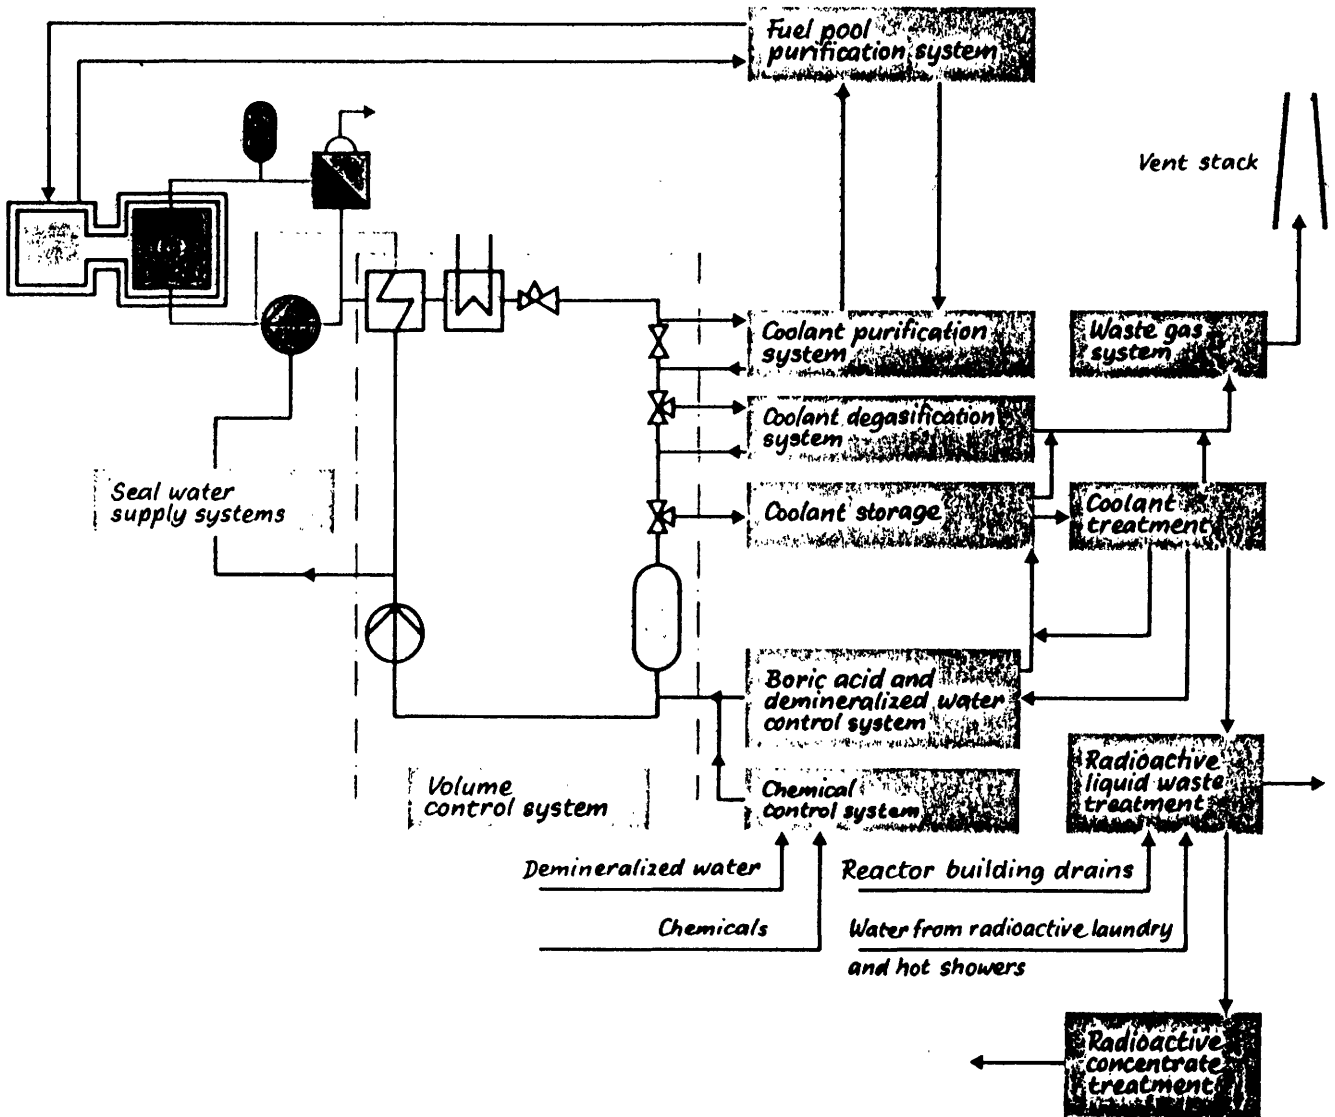 Fuel pool
purification system
Vent stack
Coolant purification
system
Waste gas
system
Coolant degasification
system
Seal water
supply systems
Coolant storage
Coolant
treatment
Boric acid and
demineralized water
control system
Volume
control system
Chemical
control system
Radioactive
liquid waste
treatment
Demineralized water
Reactor building drains
Chemicals
Water from radioactive laundry
and hot showers
Radioactive
concentrate
treatment